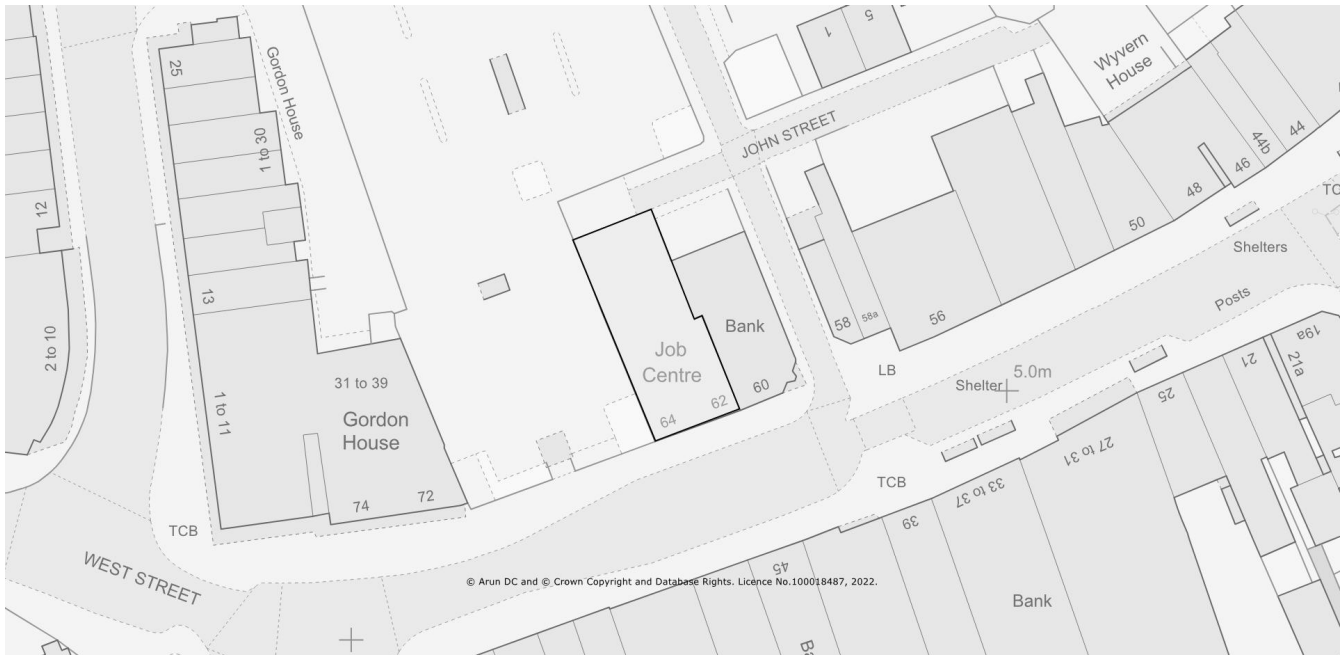 25
Gordon House
1 to 30
12
13
2 to 10
1 to 11
31 to 39
Gordon
House
74
72
TCB
WEST STREET
1
5
JOHN STREET
Wyvern
House
44
44b
46
48
50
Shelters
Posts
56
58
58a
Bank
Job
Centre
60
62
64
LB
Shelter
5.0m
19a
21a
21
25
27 to 31
33 to 37
39
TCB
45
Bank
© Arun DC and © Crown Copyright and Database Rights. Licence No.100018487, 2022.